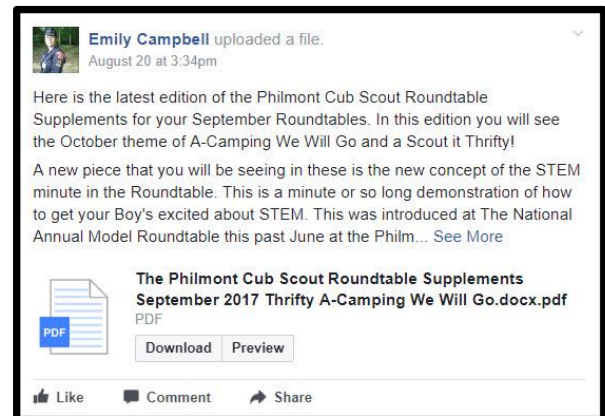 Emily Campbell uploaded a file.
August 20 at 3:34pm
Here is the latest edition of the Philmont Cub Scout Roundtable
Supplements for your September Roundtables. In this edition you will see
the October theme of A-Camping We Will Go and a Scout it Thrifty!
A new piece that you will be seeing in these is the new concept of the STEM
minute in the Roundtable. This is a minute or so long demonstration of how
to get your Boy's excited about STEM. This was introduced at The National
Annual Model Roundtable this past June at the Philm... See More
The Philmont Cub Scout Roundtable Supplements
September 2017 Thrifty A-Camping We Will Go.docx.pdf
PDF
PDF
Download Preview
Like Comment Share